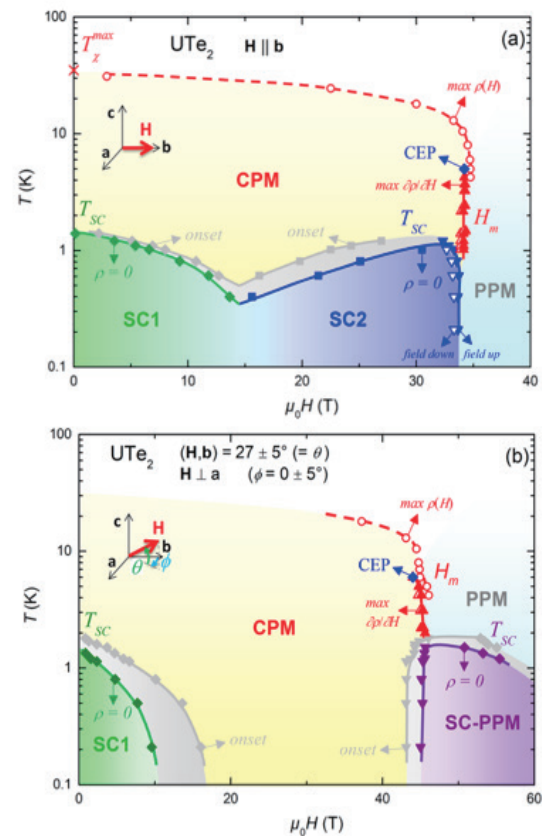 UTe₂ H || b (a)
T_χ^max
max ρ(H)
c
H
a b
CEP
CPM
max ∂ρ/∂H
T_SC
onset
T_SC
H_m
onset
ρ = 0
ρ = 0
PPM
SC1 SC2
field down field up
T (K)
100
10
1
0.1
0 10 20 30 40
μ₀H (T)
UTe₂ (H,b) = 27 ± 5° (= θ) (b)
H ⊥ a (ϕ = 0 ± 5°)
max ρ(H)
c H
b
a θ ϕ
CEP H_m
PPM
T_SC CPM max ∂ρ/∂H T_SC
ρ = 0 ρ = 0
SC1 onset onset SC-PPM
T (K)
100
10
1
0.1
0 20 40 60
μ₀H (T)